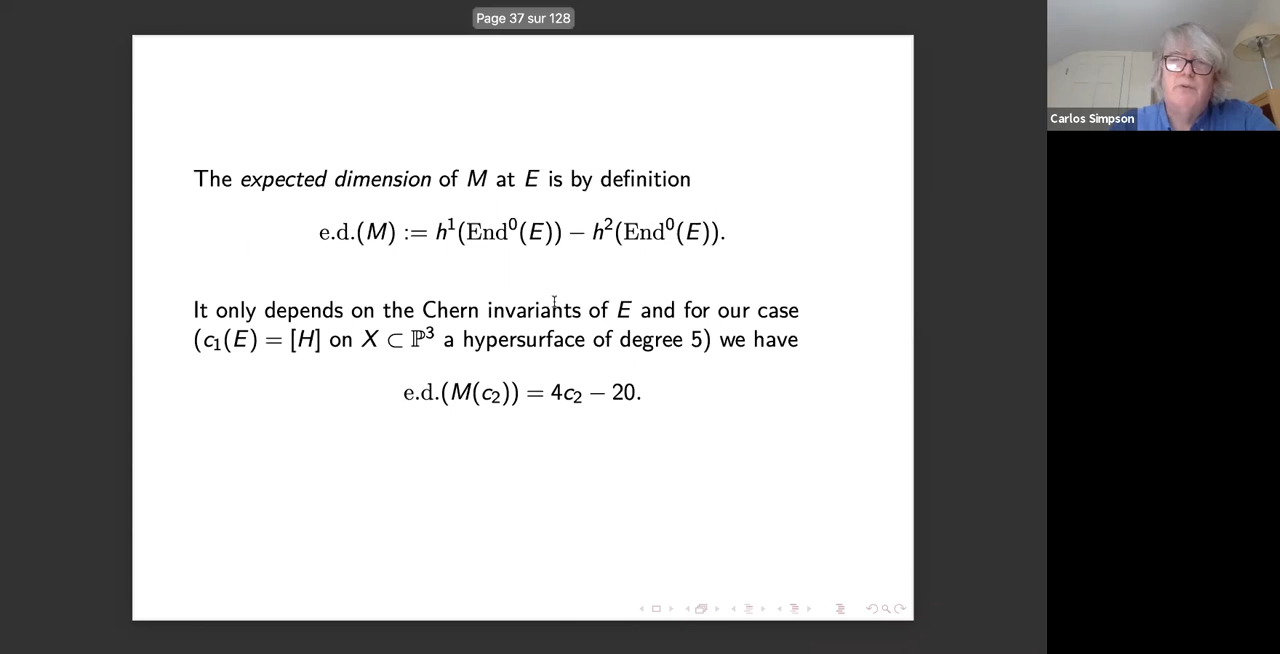 Page 37 sur 128
Carlos Simpson
The expected dimension of M at E is by definition
e.d.(M) := h¹(End⁰(E)) − h²(End⁰(E)).
It only depends on the Chern invariants of E and for our case
(c₁(E) = [H] on X ⊂ ℙ³ a hypersurface of degree 5) we have
e.d.(M(c₂)) = 4c₂ − 20.